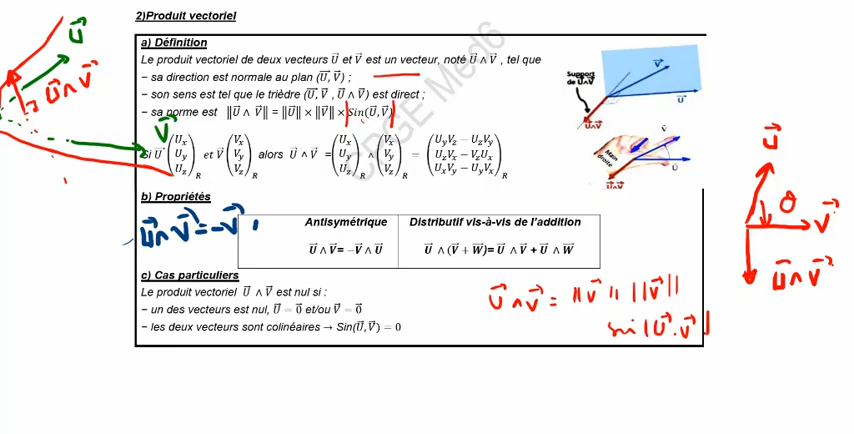 2)Produit vectoriel
a) Définition
Le produit vectoriel de deux vecteurs U⃗ et V⃗ est un vecteur, noté U⃗ ∧ V⃗ , tel que
− sa direction est normale au plan (U⃗, V⃗) ;
− son sens est tel que le trièdre (U⃗, V⃗ , U⃗ ∧ V⃗) est direct ;
− sa norme est ‖U⃗ ∧ V⃗‖ = ‖U⃗‖ × ‖V⃗‖ × |Sin(U⃗, V⃗)|
Si U⃗ (Ux Uy Uz)R et V⃗ (Vx Vy Vz)R alors U⃗ ∧ V⃗ = (Ux Uy Uz)R ∧ (Vx Vy Vz)R = (UyVz − UzVy UzVx − VzUx UxVy − UyVx)R
b) Propriétés
Antisymétrique
Distributif vis-à-vis de l'addition
U⃗ ∧ V⃗= −V⃗ ∧ U⃗
U⃗ ∧ (V⃗ + W⃗)= U⃗ ∧ V⃗ + U⃗ ∧ W⃗
c) Cas particuliers
Le produit vectoriel U⃗ ∧ V⃗ est nul si :
− un des vecteurs est nul, U⃗ = 0⃗ et/ou V⃗ = 0⃗
− les deux vecteurs sont colinéaires → Sin(U⃗, V⃗) = 0
CPGE Med6
Support
de U⃗∧V⃗
V⃗
U⃗
U⃗∧V⃗
V⃗
Main
droite
U⃗
U⃗∧V⃗
U⃗
U⃗ ∧ V⃗
V⃗
U⃗ ∧ V⃗ = −V⃗ ∧
U⃗ ∧ V⃗ = ‖V⃗‖ ‖V⃗‖
sin(U⃗.V⃗)
U⃗
θ
V⃗
U⃗ ∧ V⃗